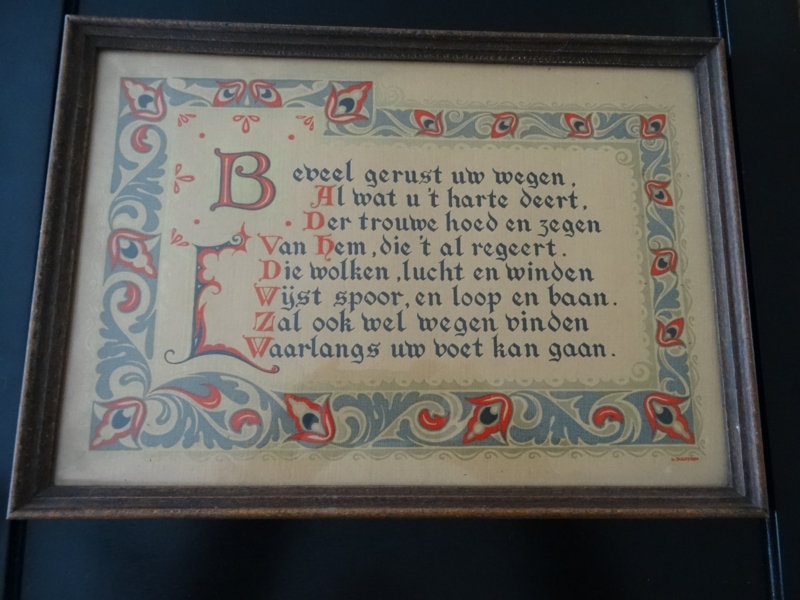 Beveel gerust uw wegen,
Al wat u 't harte deert,
Der trouwe hoed en zegen
Van Hem, die 't al regeert.
Die wolken, lucht en winden
Wijst spoor, en loop en baan.
Zal ook wel wegen vinden
Waarlangs uw voet kan gaan.